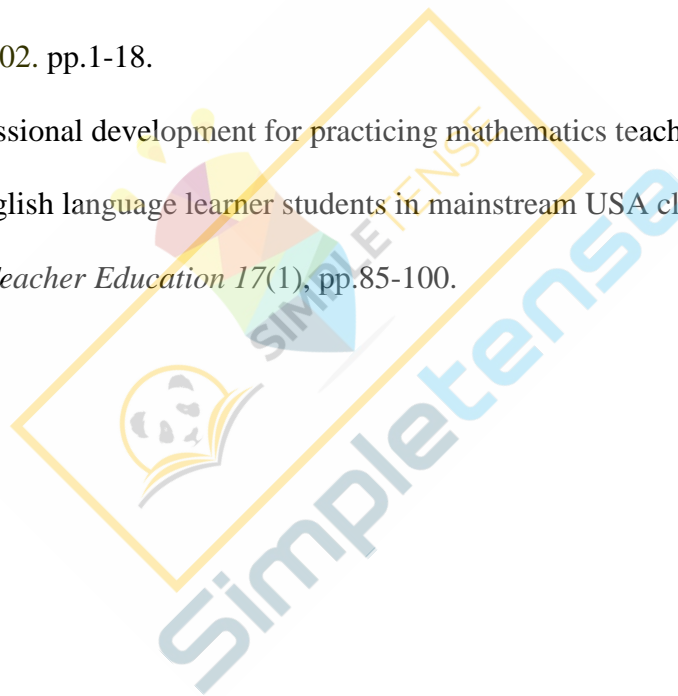 02. pp.1-18.
ssional development for practicing mathematics teach
glish language learner students in mainstream USA cl
eacher Education 17(1), pp.85-100.
SIMPLETENSE
simpletense